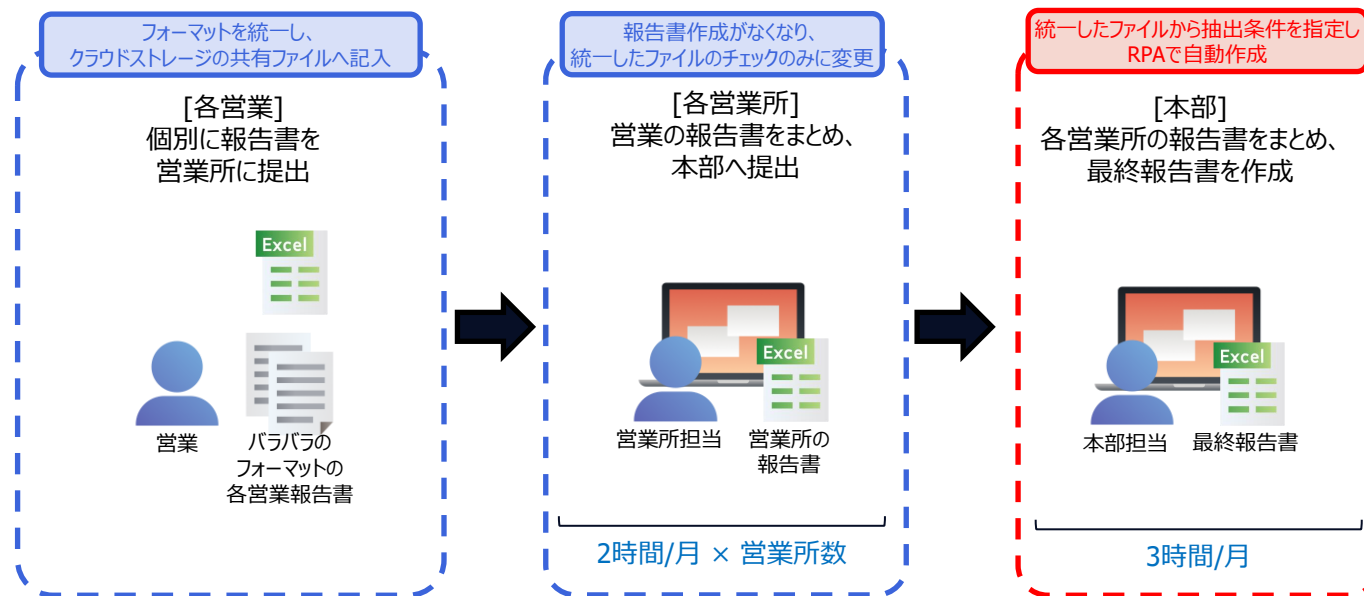 フォーマットを統一し、
クラウドストレージの共有ファイルへ記入
[各営業]
個別に報告書を
営業所に提出
Excel
営業
バラバラの
フォーマットの
各営業報告書
報告書作成がなくなり、
統一したファイルのチェックのみに変更
[各営業所]
営業の報告書をまとめ、
本部へ提出
Excel
営業所担当
営業所の
報告書
2時間/月 × 営業所数
統一したファイルから抽出条件を指定し
RPAで自動作成
[本部]
各営業所の報告書をまとめ、
最終報告書を作成
Excel
本部担当
最終報告書
3時間/月